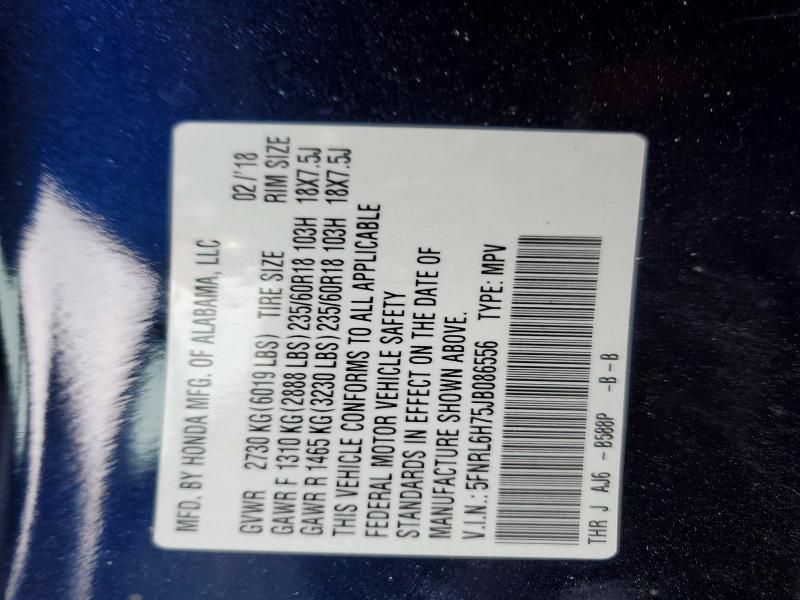 MFD. BY HONDA MFG. OF ALABAMA, LLC
02/'18
GVWR 2730 KG (6019 LBS) TIRE SIZE RIM SIZE
GAWR F 1310 KG (2888 LBS) 235/60R18 103H 18X7.5J
GAWR R 1465 KG (3230 LBS) 235/60R18 103H 18X7.5J
THIS VEHICLE CONFORMS TO ALL APPLICABLE
FEDERAL MOTOR VEHICLE SAFETY
STANDARDS IN EFFECT ON THE DATE OF
MANUFACTURE SHOWN ABOVE.
V.I.N.: 5FNRL6H75JB086556 TYPE: MPV
THR J AJ6 - B588P -B-B